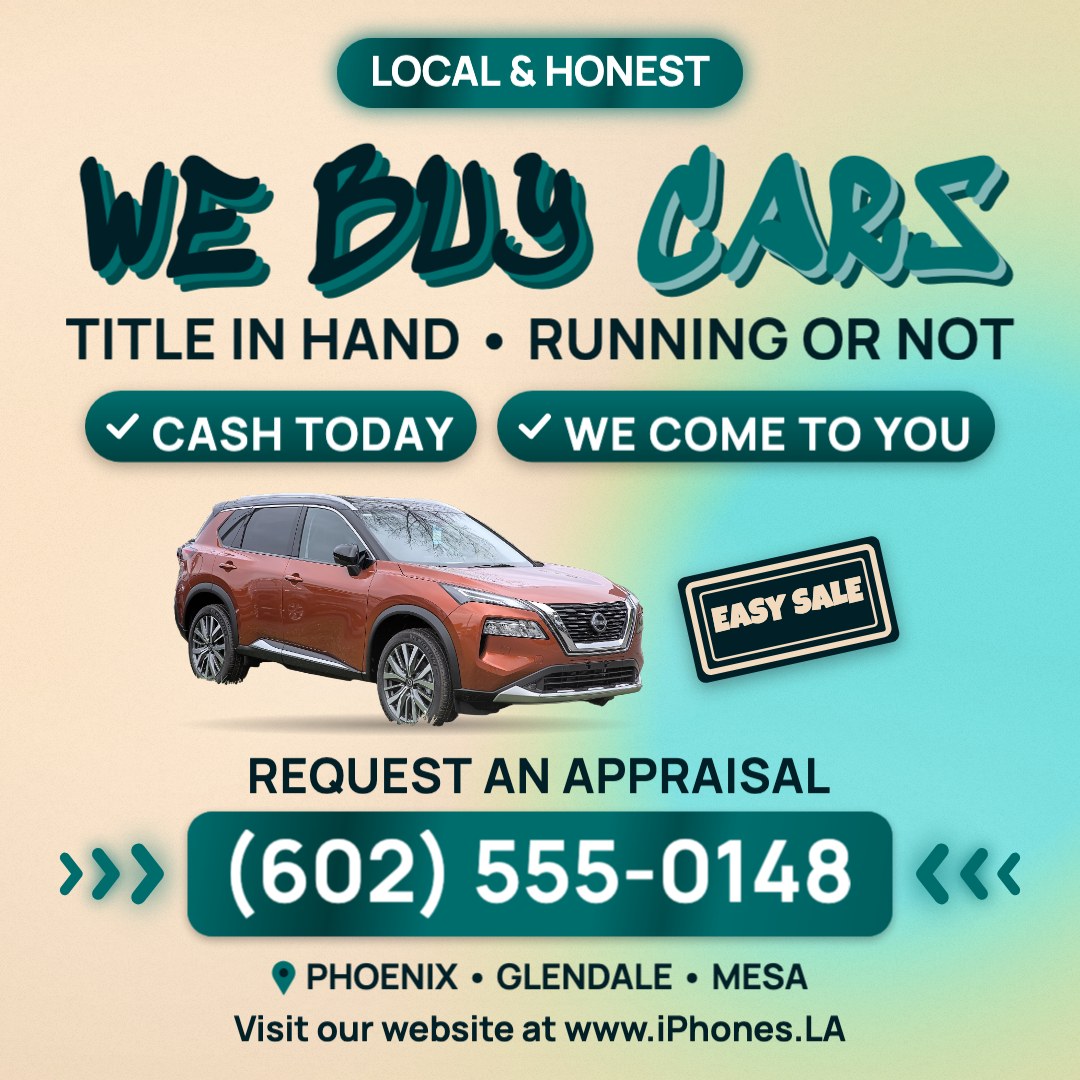 LOCAL & HONEST
WE BUY CARS
TITLE IN HAND • RUNNING OR NOT
CASH TODAY
WE COME TO YOU
EASY SALE
REQUEST AN APPRAISAL
(602) 555-0148
PHOENIX • GLENDALE • MESA
Visit our website at www.iPhones.LA